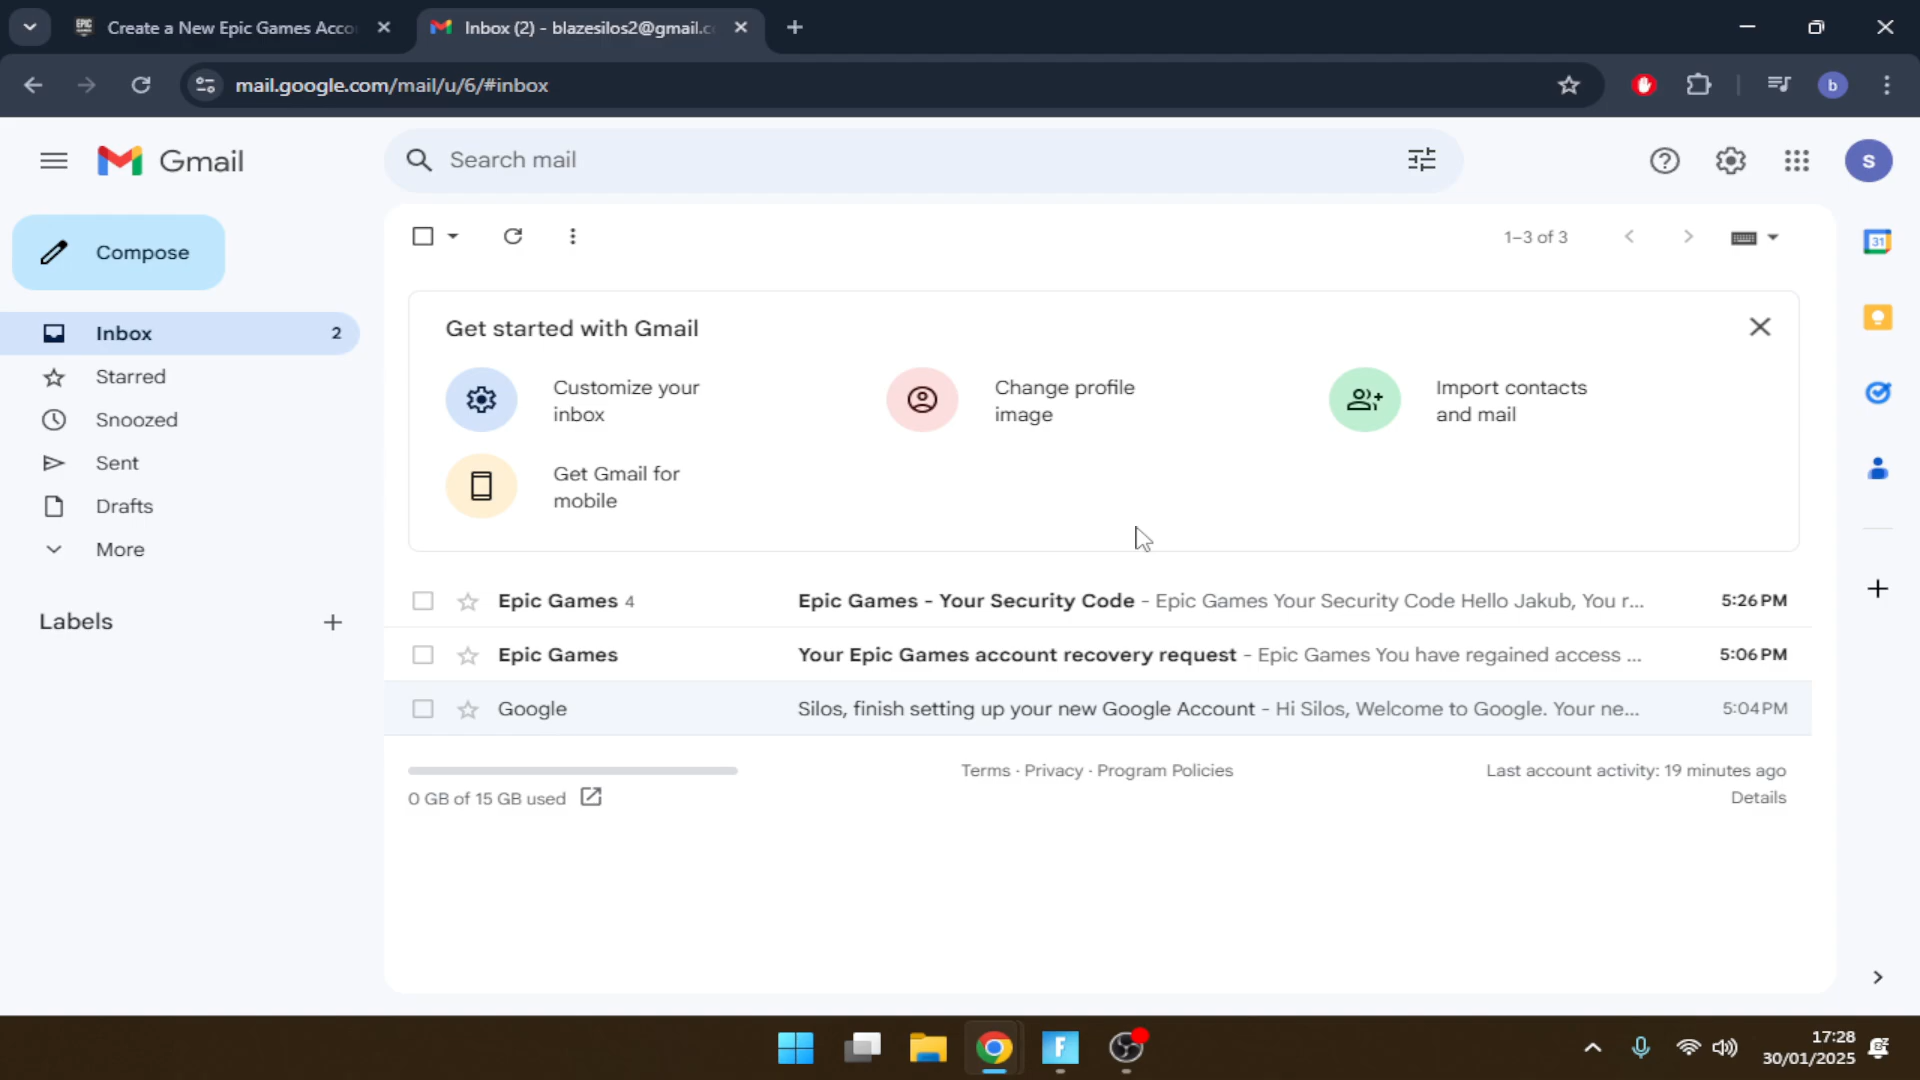 Create a New Epic Games Acco
Inbox (2) - blazesilos2@gmail.c
mail.google.com/mail/u/6/#inbox
b
Gmail
Search mail
S
Compose
1–3 of 3
31
Get started with Gmail
Inbox 2
Customize your
inbox
Change profile
image
Import contacts
and mail
Starred
Snoozed
Sent
Get Gmail for
mobile
Drafts
More
Labels
Epic Games 4 Epic Games - Your Security Code - Epic Games Your Security Code Hello Jakub, You r... 5:26 PM
Epic Games Your Epic Games account recovery request - Epic Games You have regained access ... 5:06 PM
Google Silos, finish setting up your new Google Account - Hi Silos, Welcome to Google. Your ne... 5:04 PM
Terms · Privacy · Program Policies
Last account activity: 19 minutes ago
0 GB of 15 GB used
Details
F
17:28
30/01/2025